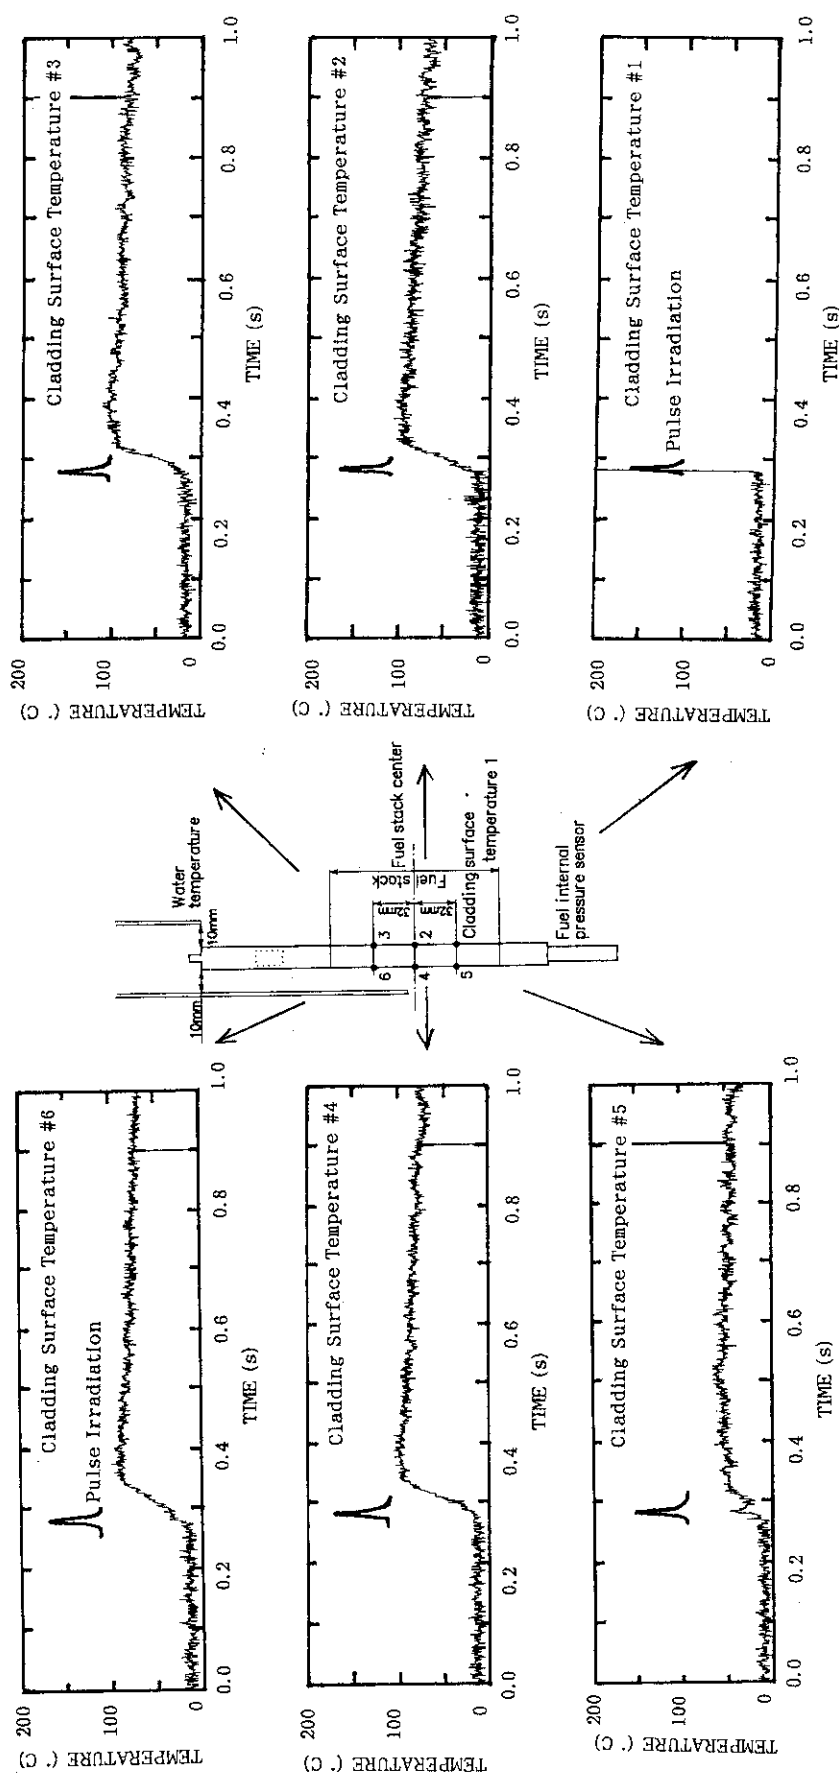 Cladding Surface Temperature #6
Pulse Irradiation
200
100
0
TEMPERATURE (°C)
0.0
0.2
0.4
0.6
0.8
1.0
TIME (s)
Cladding Surface Temperature #4
200
100
0
TEMPERATURE (°C)
0.0
0.2
0.4
0.6
0.8
1.0
TIME (s)
Cladding Surface Temperature #5
200
100
0
TEMPERATURE (°C)
0.0
0.2
0.4
0.6
0.8
1.0
TIME (s)
Water
temperature
10mm
10mm
6
3
4
2
5
32mm
32mm
Fuel stack
Fuel stack center
Cladding surface
temperature 1
Fuel internal
pressure sensor
Cladding Surface Temperature #3
200
100
0
TEMPERATURE (°C)
0.0
0.2
0.4
0.6
0.8
1.0
TIME (s)
Cladding Surface Temperature #2
200
100
0
TEMPERATURE (°C)
0.0
0.2
0.4
0.6
0.8
1.0
TIME (s)
Cladding Surface Temperature #1
Pulse Irradiation
200
100
0
TEMPERATURE (°C)
0.0
0.2
0.4
0.6
0.8
1.0
TIME (s)